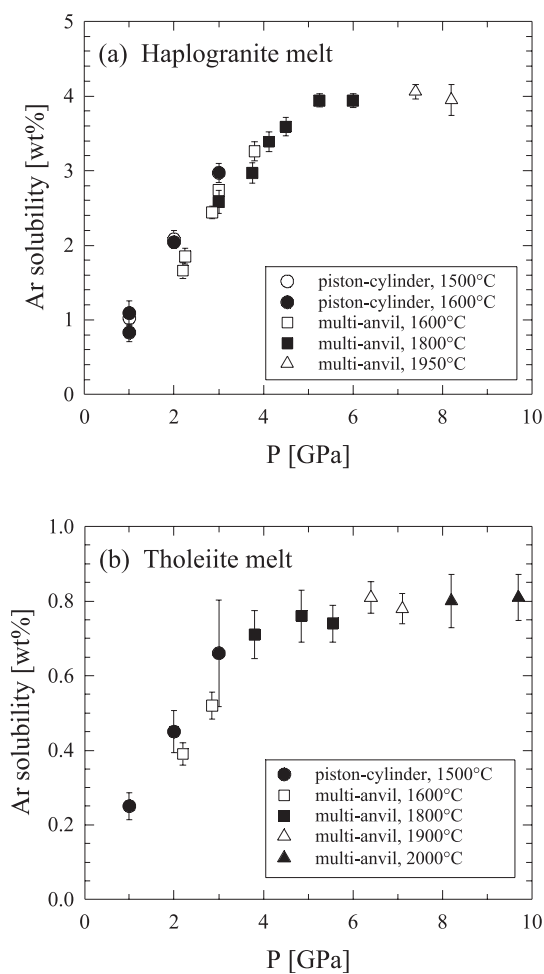 (a) Haplogranite melt
Ar solubility [wt%]
5
4
3
2
1
0
piston-cylinder, 1500°C
piston-cylinder, 1600°C
multi-anvil, 1600°C
multi-anvil, 1800°C
multi-anvil, 1950°C
0 2 4 6 8 10
P [GPa]
(b) Tholeiite melt
Ar solubility [wt%]
1.0
0.8
0.6
0.4
0.2
0.0
piston-cylinder, 1500°C
multi-anvil, 1600°C
multi-anvil, 1800°C
multi-anvil, 1900°C
multi-anvil, 2000°C
0 2 4 6 8 10
P [GPa]